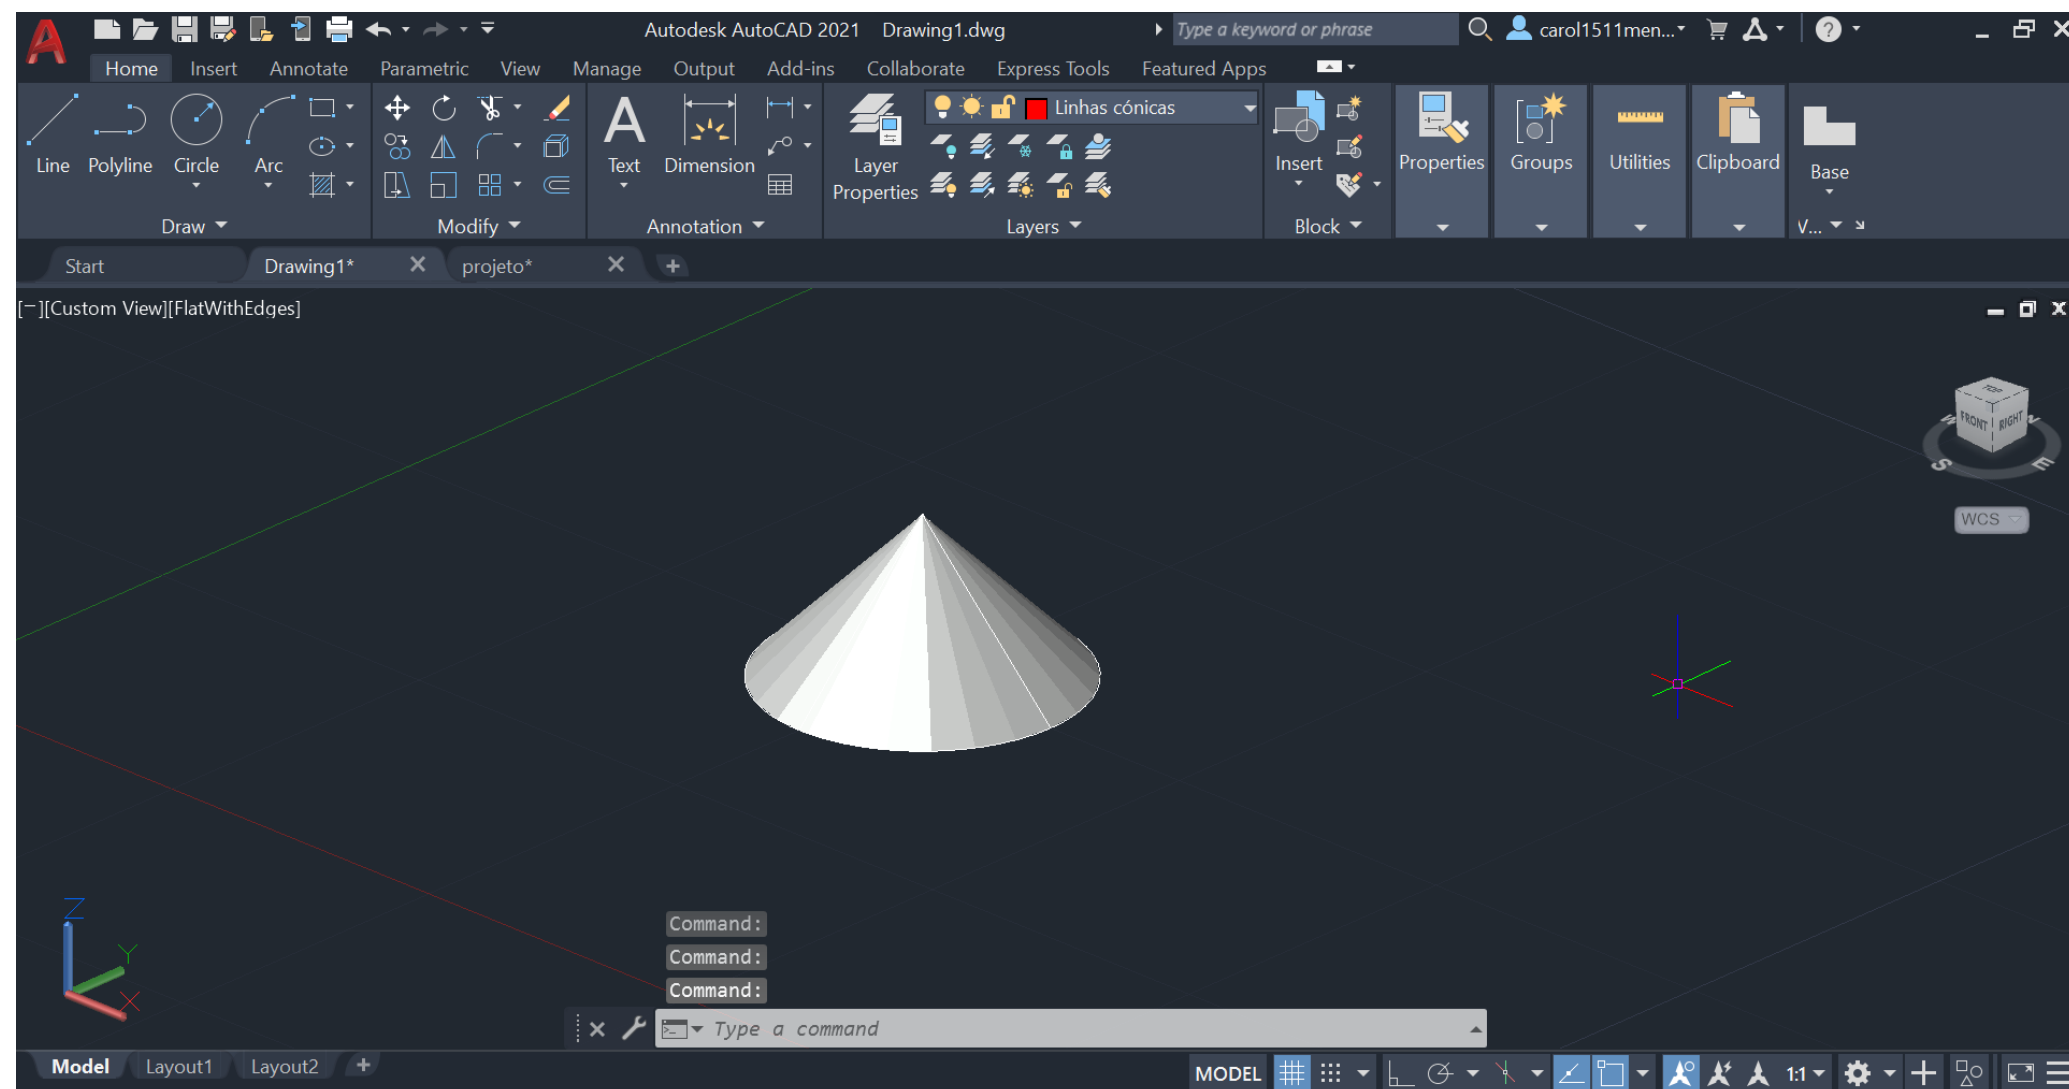 Autodesk AutoCAD 2021 Drawing1.dwg Type a keyword or phrase carol1511men... ?
Home Insert Annotate Parametric View Manage Output Add-ins Collaborate Express Tools Featured Apps
Linhas cónicas
Line Polyline Circle Arc Text Dimension Layer Properties Insert Properties Groups Utilities Clipboard Base
Draw Modify Annotation Layers Block V...
Start Drawing1* projeto*
[−][Custom View][FlatWithEdges]
TOP
FRONT RIGHT
S E
WCS
Z
Y
X
Command:
Command:
Command:
Type a command
Model Layout1 Layout2 + MODEL 1:1